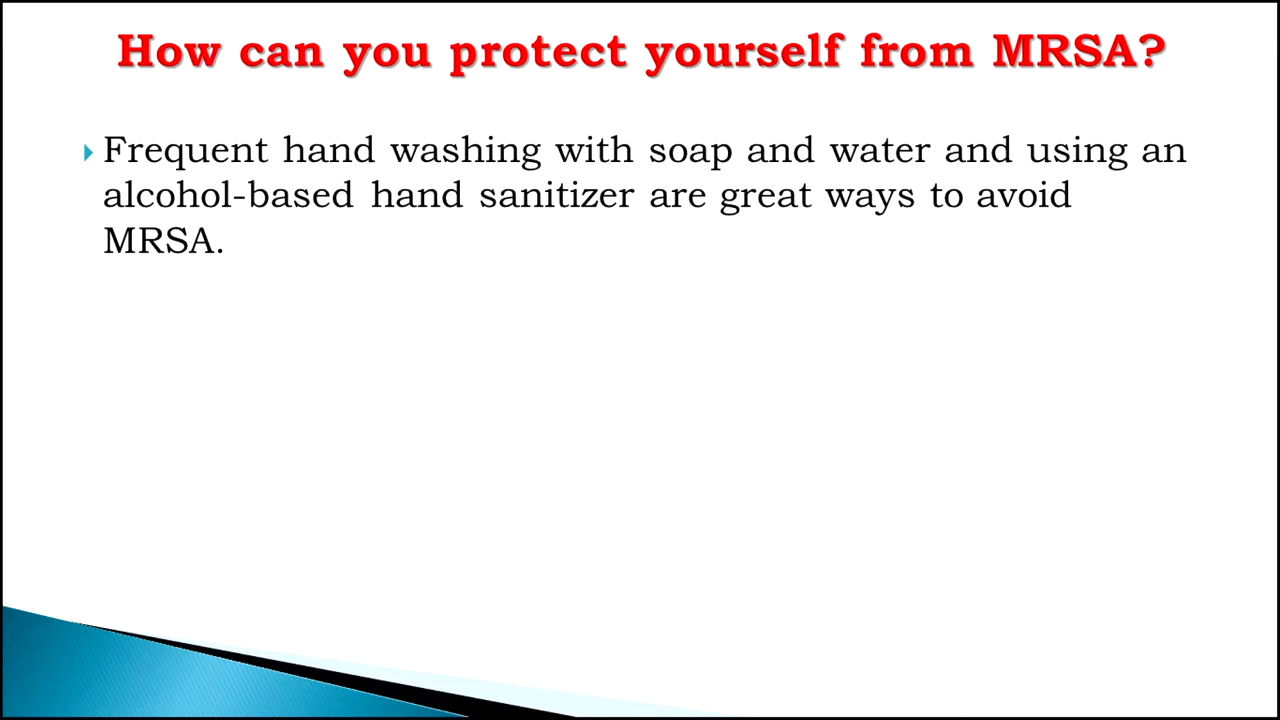 How can you protect yourself from MRSA?
Frequent hand washing with soap and water and using an
alcohol-based hand sanitizer are great ways to avoid
MRSA.